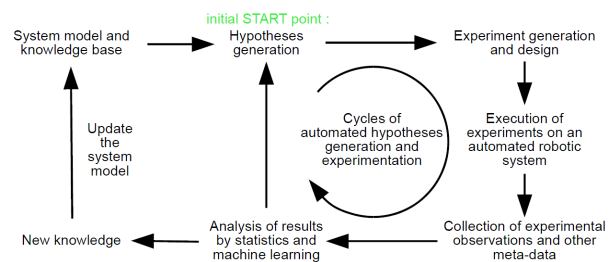 initial START point :
System model and
knowledge base
Hypotheses
generation
Experiment generation
and design
Cycles of
automated hypotheses
generation and
experimentation
Execution of
experiments on an
automated robotic
system
Update
the
system
model
New knowledge
Analysis of results
by statistics and
machine learning
Collection of experimental
observations and other
meta-data